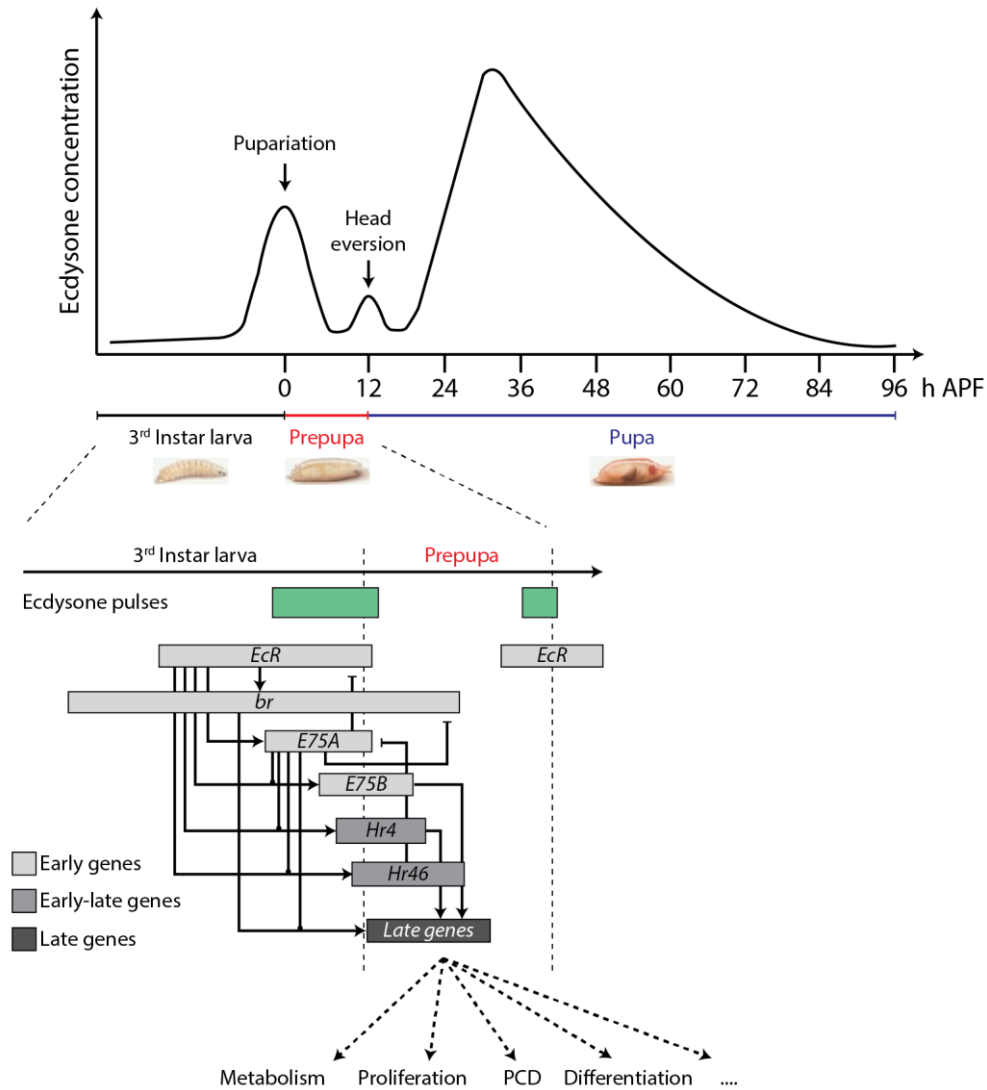 Ecdysone concentration
Pupariation
Head
eversion
0 12 24 36 48 60 72 84 96 h APF
3rd Instar larva Prepupa Pupa
3rd Instar larva Prepupa
Ecdysone pulses
EcR EcR
br
E75A
E75B
Hr4
Hr46
Early genes
Early-late genes
Late genes
Late genes
Metabolism Proliferation PCD Differentiation ....